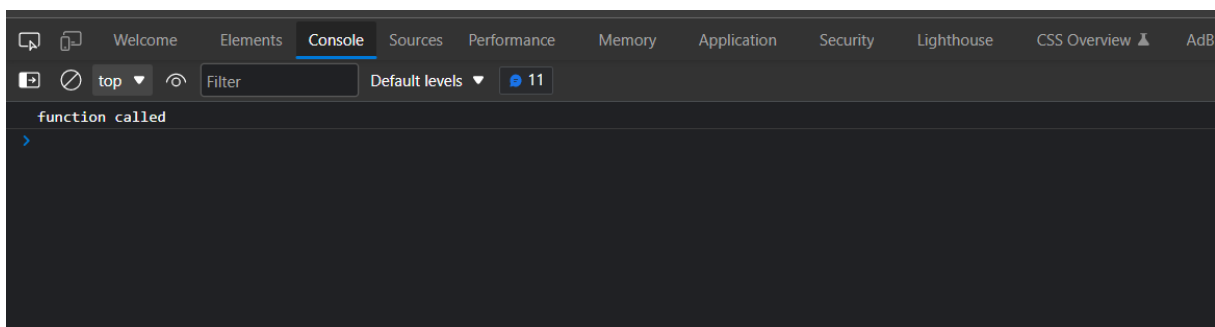 Welcome Elements Console Sources Performance Memory Application Security Lighthouse CSS Overview AdB
top Filter Default levels 11
function called